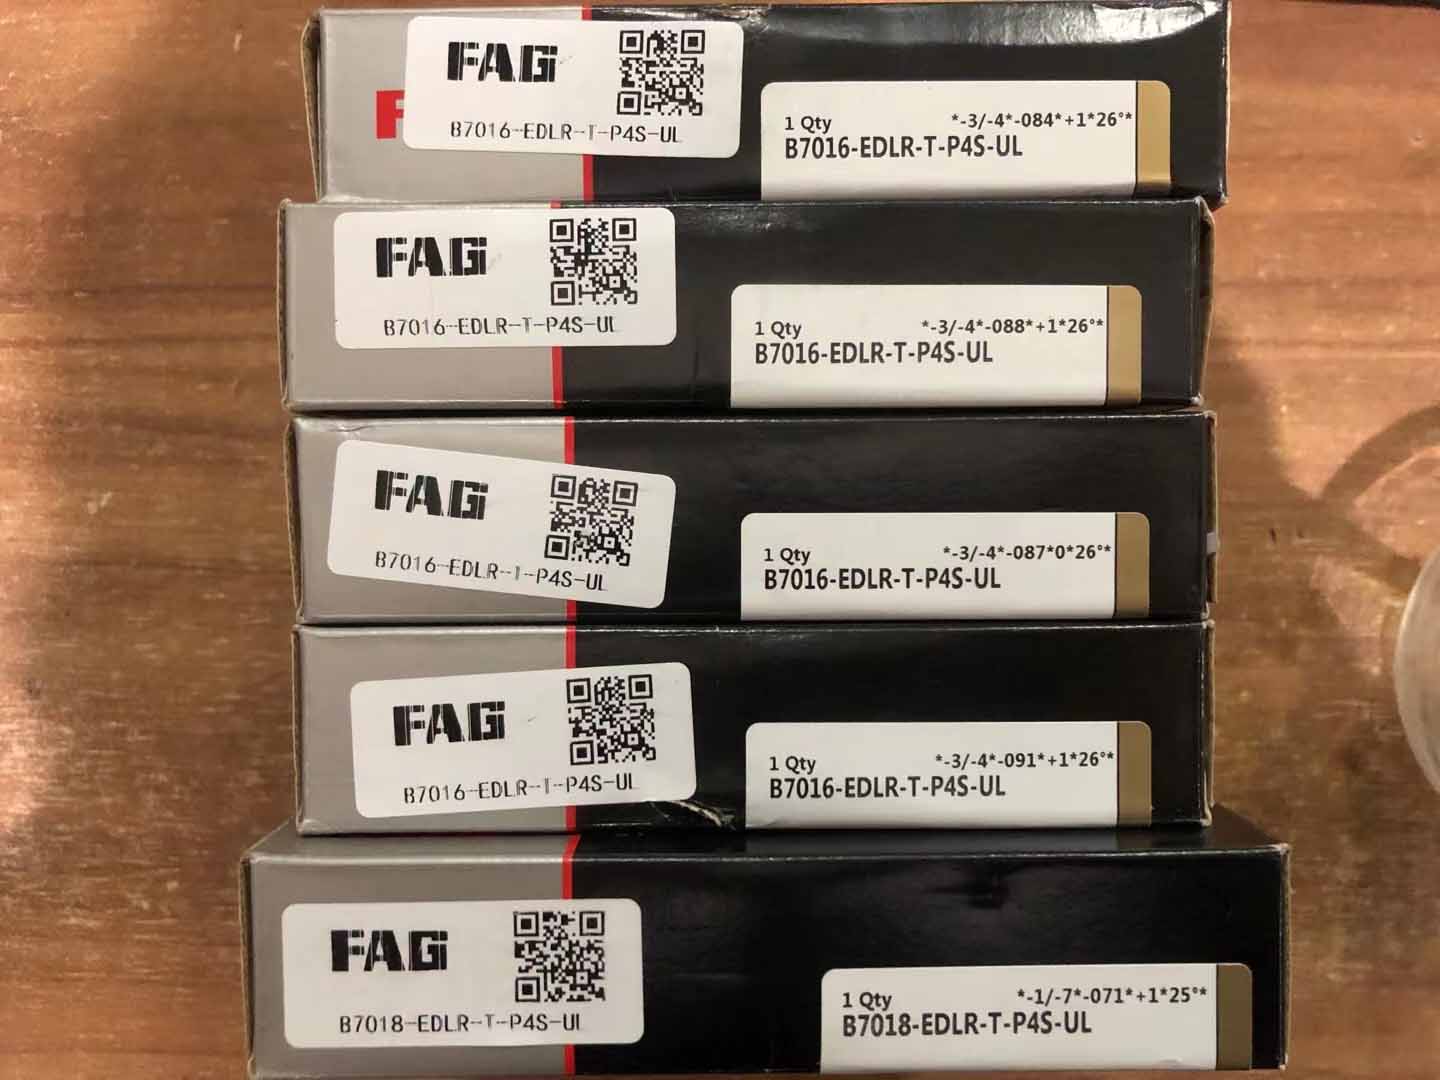 FAG
B7016-EDLR-T-P4S-UL
F
1 Qty *-3/-4*-084*+1*26°*
B7016-EDLR-T-P4S-UL
FAG
B7016-EDLR-T-P4S-UL
1 Qty *-3/-4*-088*+1*26°*
B7016-EDLR-T-P4S-UL
FAG
B7016-EDLR-T-P4S-UL
1 Qty *-3/-4*-087*0*26°*
B7016-EDLR-T-P4S-UL
FAG
B7016-EDLR-T-P4S-UL
1 Qty *-3/-4*-091*+1*26°*
B7016-EDLR-T-P4S-UL
FAG
B7018-EDLR-T-P4S-UL
1 Qty *-1/-7*-071*+1*25°*
B7018-EDLR-T-P4S-UL